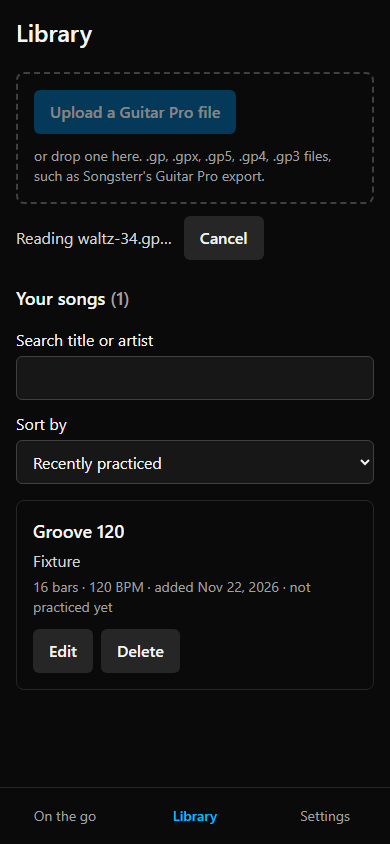 Library
Upload a Guitar Pro file
or drop one here. .gp, .gpx, .gp5, .gp4, .gp3 files,
such as Songsterr's Guitar Pro export.
Reading waltz-34.gp...
Cancel
Your songs (1)
Search title or artist
Sort by
Recently practiced
Groove 120
Fixture
16 bars · 120 BPM · added Nov 22, 2026 · not
practiced yet
Edit
Delete
On the go
Library
Settings